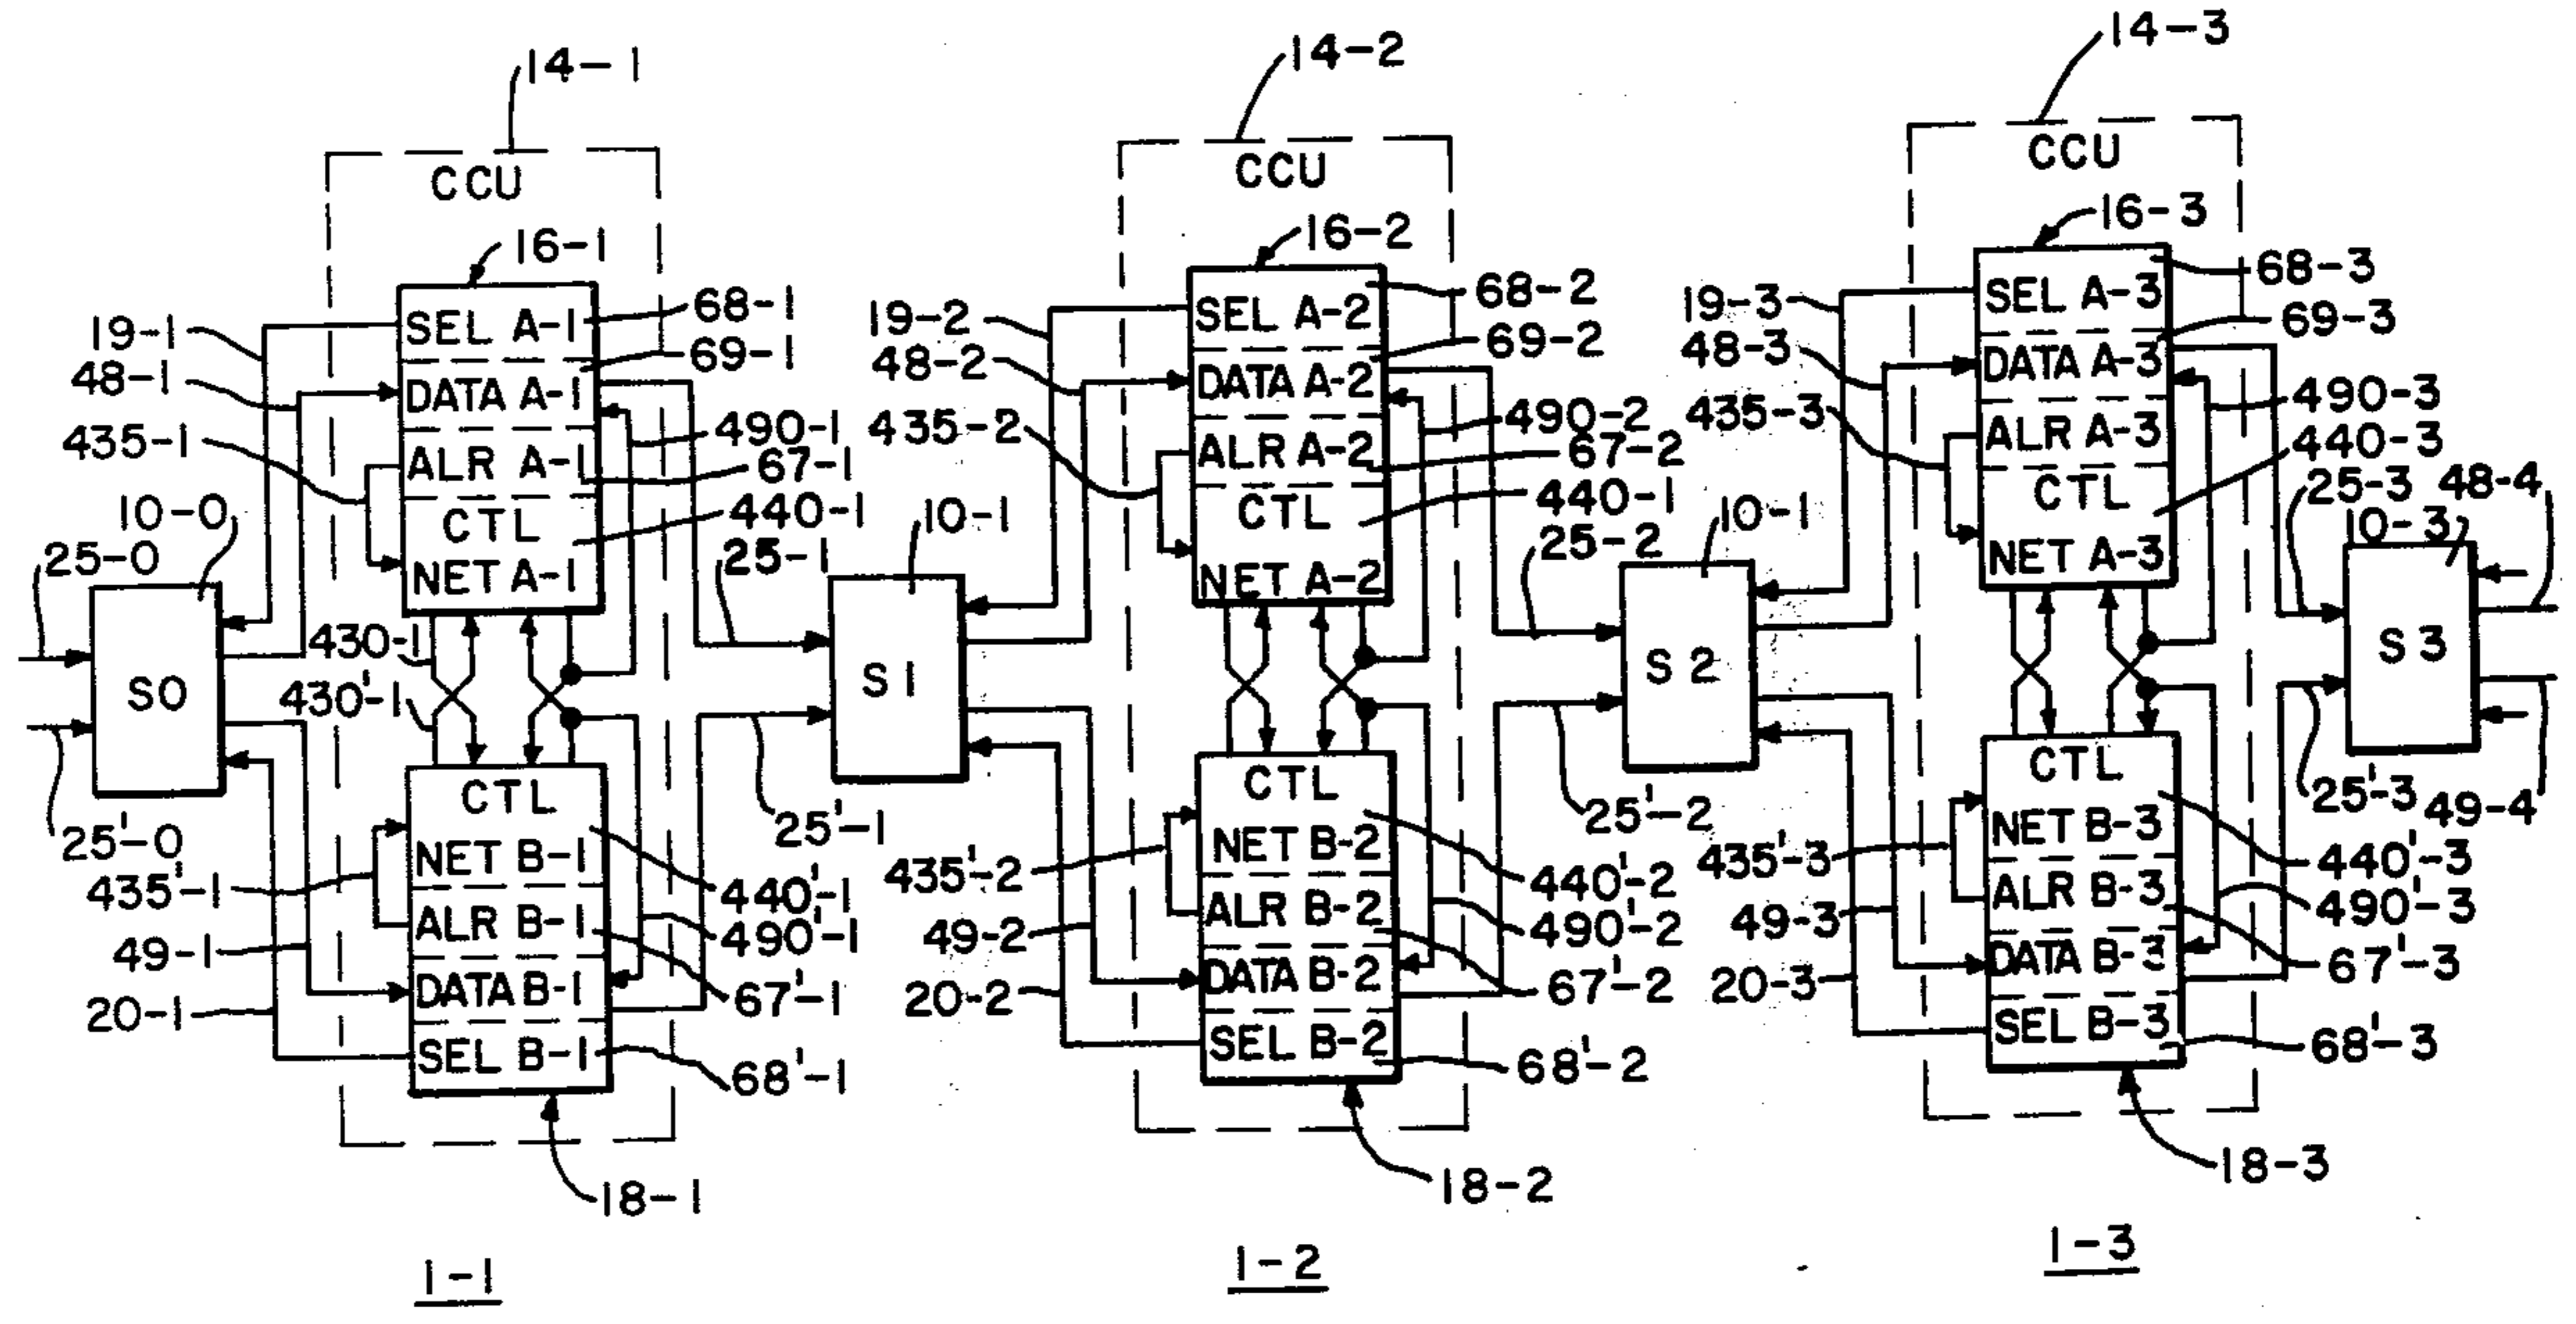 14-1
14-2
14-3
CCU
CCU
CCU
16-1
16-2
16-3
SEL A-1
68-1
SEL A-2
68-2
SEL A-3
68-3
19-1
69-1
19-2
69-2
19-3
69-3
48-1
DATA A-1
48-2
DATA A-2
48-3
DATA A-3
435-1
490-1
435-2
490-2
435-3
490-3
ALR A-1
67-1
ALR A-2
67-2
ALR A-3
440-3
10-0
CTL
440-1
10-1
CTL
440-1
10-1
CTL
25-3
48-4
10-3
25-0
NET A-1
25-1
NET A-2
25-2
NET A-3
430-1
430'-1
S0
S1
S2
S3
25'-0
CTL
25'-1
CTL
25'-2
CTL
25'-3
49-4
435'-1
NET B-1
440'-1
435'-2
NET B-2
440'-2
435'-3
NET B-3
440'-3
49-1
ALR B-1
490'-1
49-2
ALR B-2
490'-2
49-3
ALR B-3
490'-3
20-1
DATA B-1
67'-1
20-2
DATA B-2
67'-2
20-3
DATA B-3
67'-3
SEL B-1
68'-1
SEL B-2
68'-2
SEL B-3
68'-3
18-1
18-2
18-3
1-1
1-2
1-3